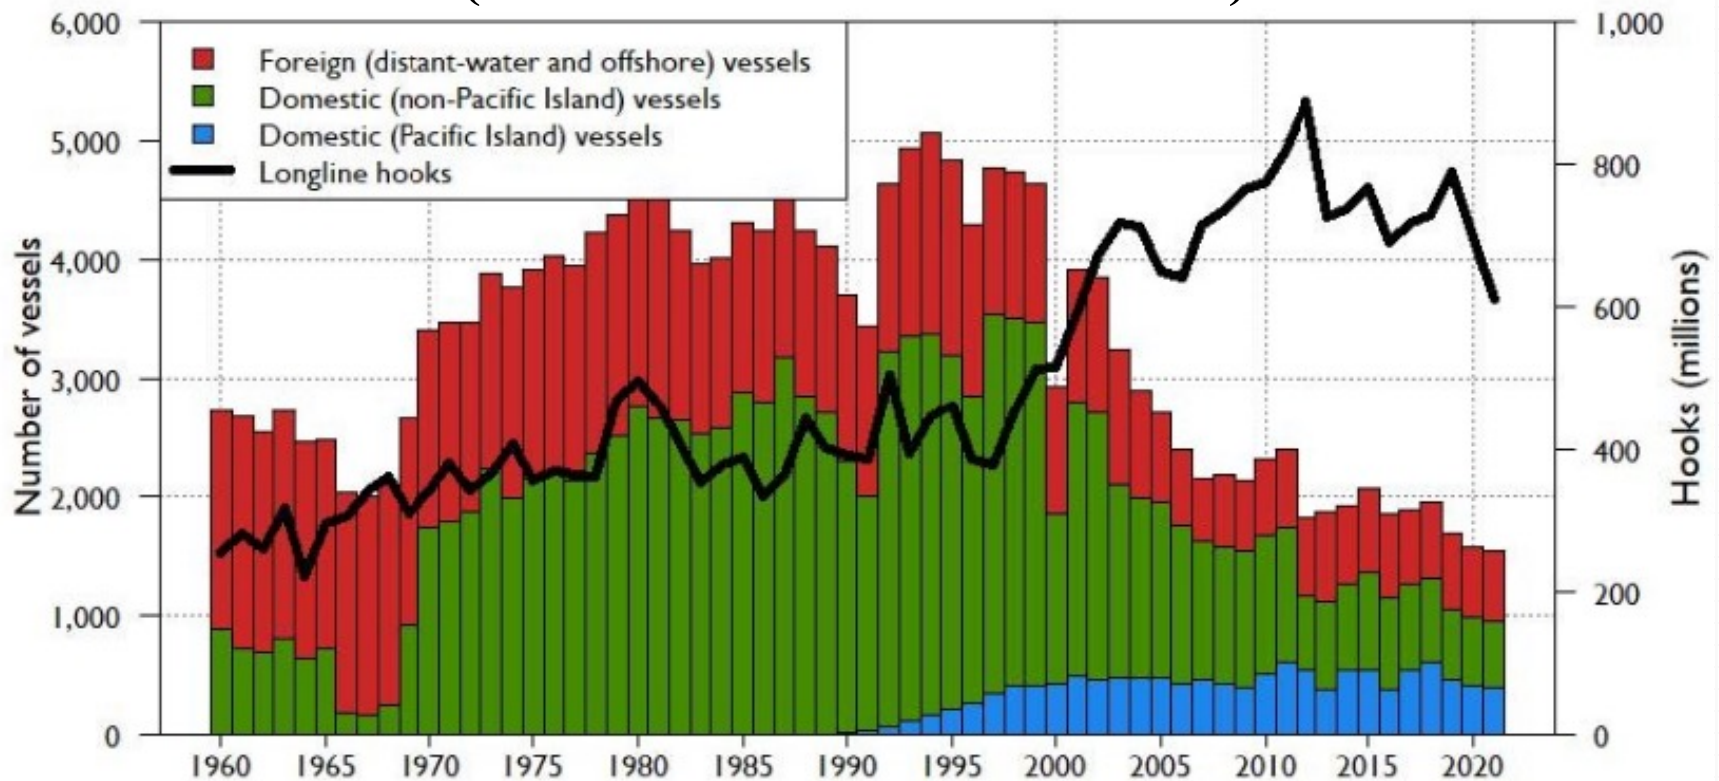 6,000
5,000
4,000
3,000
2,000
1,000
0
Number of vessels
Foreign (distant-water and offshore) vessels
Domestic (non-Pacific Island) vessels
Domestic (Pacific Island) vessels
Longline hooks
1,000
800
600
400
200
0
Hooks (millions)
1960 1965 1970 1975 1980 1985 1990 1995 2000 2005 2010 2015 2020